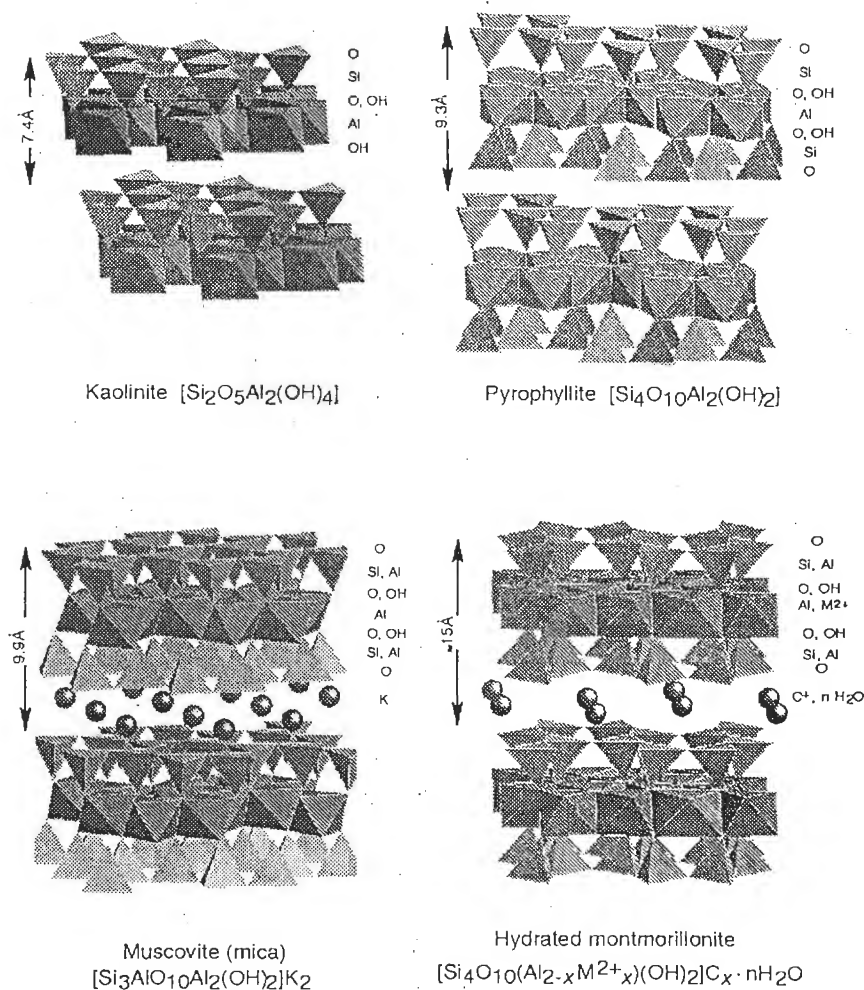 7.4Å
O
Si
O, OH
Al
OH
Kaolinite [Si2O5Al2(OH)4]
9.3Å
O
Si
O, OH
Al
O, OH
Si
O
Pyrophyllite [Si4O10Al2(OH)2]
9.9Å
O
Si, Al
O, OH
Al
O, OH
Si, Al
O
K
Muscovite (mica)
[Si3AlO10Al2(OH)2]K2
~15Å
O
Si, Al
O, OH
Al, M2+
O, OH
Si, Al
O
C+, n H2O
Hydrated montmorillonite
[Si4O10(Al2-xM2+x)(OH)2]Cx · nH2O